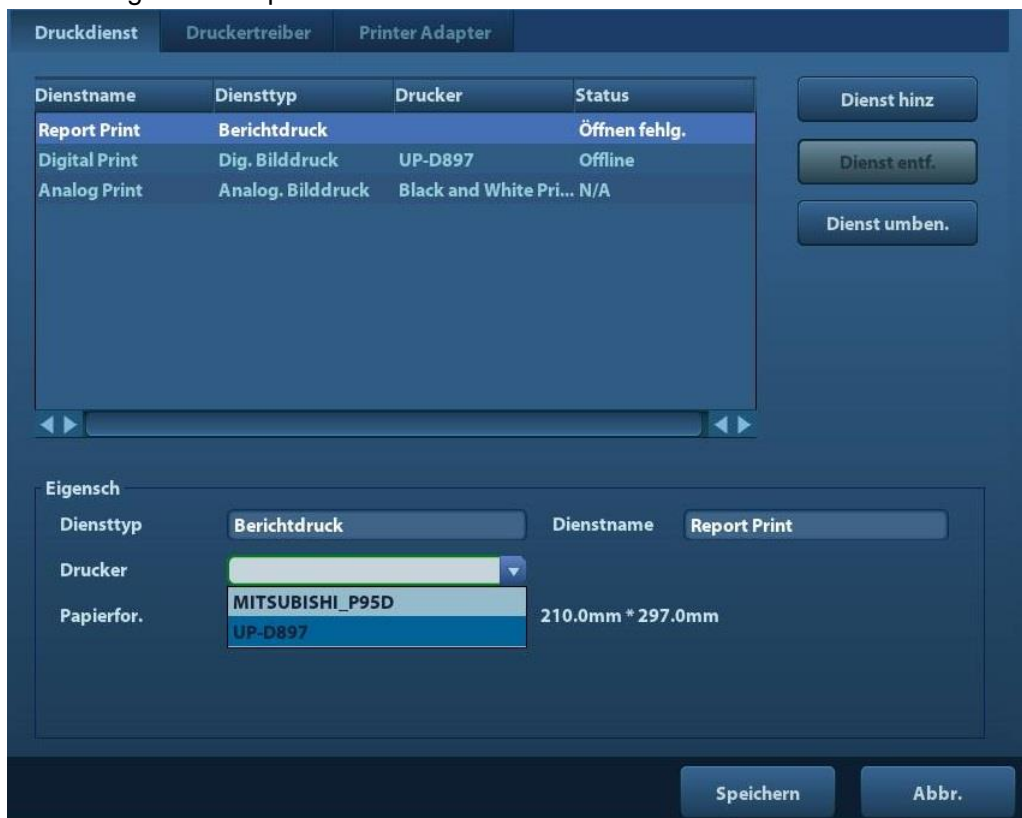 Druckdienst Druckertreiber Printer Adapter
Dienstname Diensttyp Drucker Status
Report Print Berichtdruck Öffnen fehlg.
Digital Print Dig. Bilddruck UP-D897 Offline
Analog Print Analog. Bilddruck Black and White Pri... N/A
Dienst hinz
Dienst entf.
Dienst umben.
Eigensch
Diensttyp Berichtdruck Dienstname Report Print
Drucker
MITSUBISHI_P95D
Papierfor. 210.0mm * 297.0mm
UP-D897
Speichern Abbr.